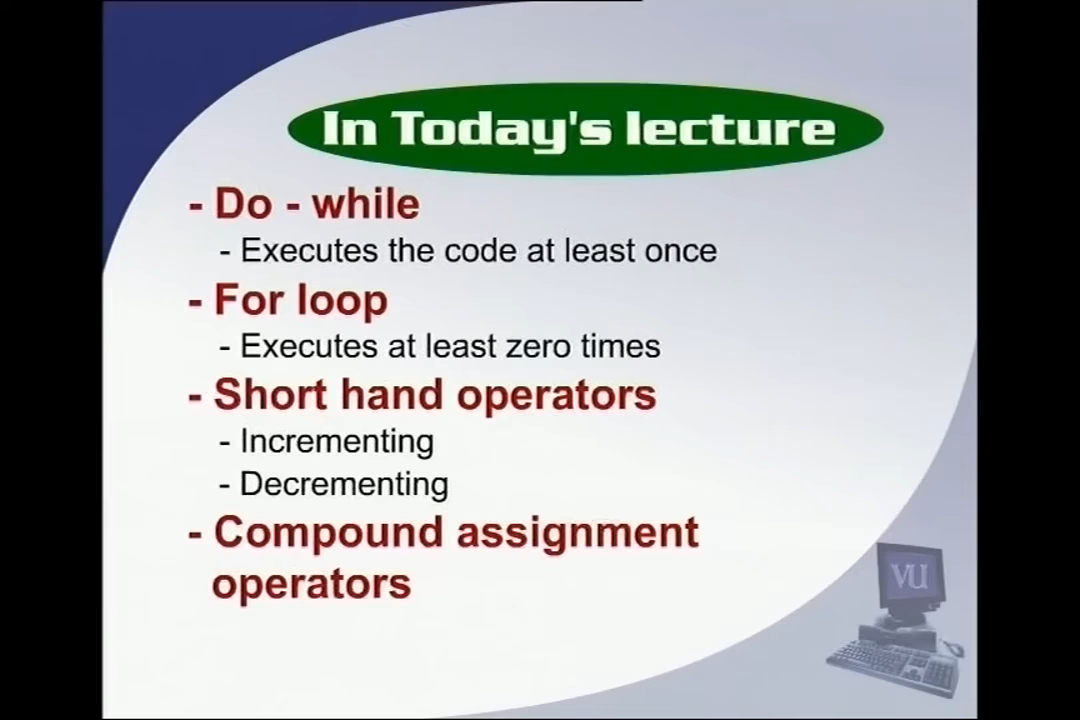 In Today's lecture
- Do - while
- Executes the code at least once
- For loop
- Executes at least zero times
- Short hand operators
- Incrementing
- Decrementing
- Compound assignment
operators
VU